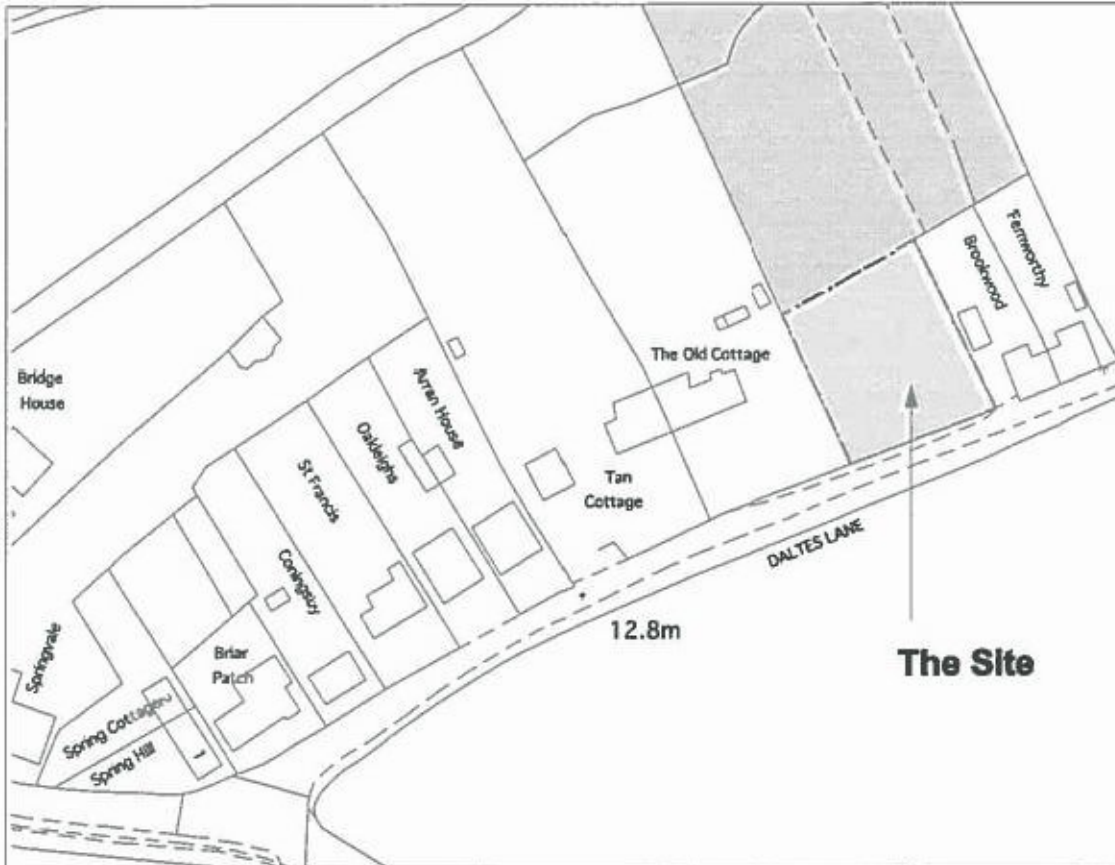 Fernworthy
Brookwood
The Old Cottage
Bridge
House
Arran House
Oakleighs
St Francis
Tan
Cottage
DALTES LANE
Coningsby
12.8m
The Site
Springvale
Briar
Patch
Spring Cottage
2
Spring Hill
1